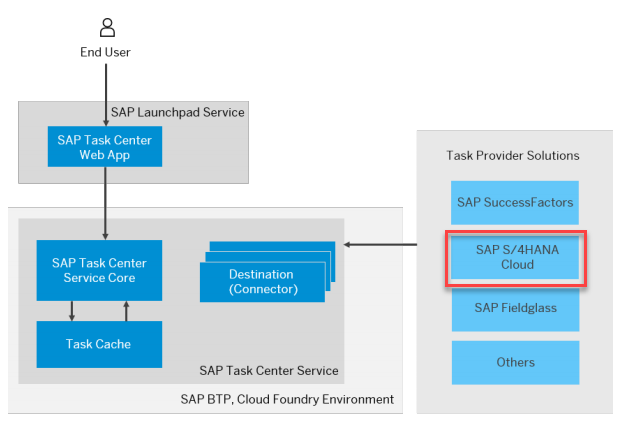 End User
SAP Launchpad Service
SAP Task Center
Web App
Task Provider Solutions
SAP SuccessFactors
SAP S/4HANA
Cloud
SAP Fieldglass
Others
SAP Task Center
Service Core
Destination
(Connector)
Task Cache
SAP Task Center Service
SAP BTP, Cloud Foundry Environment